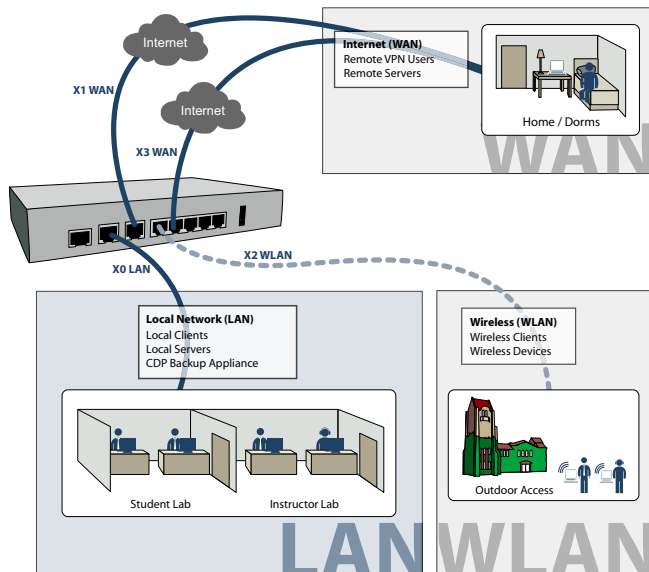 Internet
X1 WAN
Internet
X3 WAN
Internet (WAN)
Remote VPN Users
Remote Servers
Home / Dorms
WAN
X0 LAN
X2 WLAN
Local Network (LAN)
Local Clients
Local Servers
CDP Backup Appliance
Student Lab
Instructor Lab
LAN
Wireless (WLAN)
Wireless Clients
Wireless Devices
Outdoor Access
WLAN